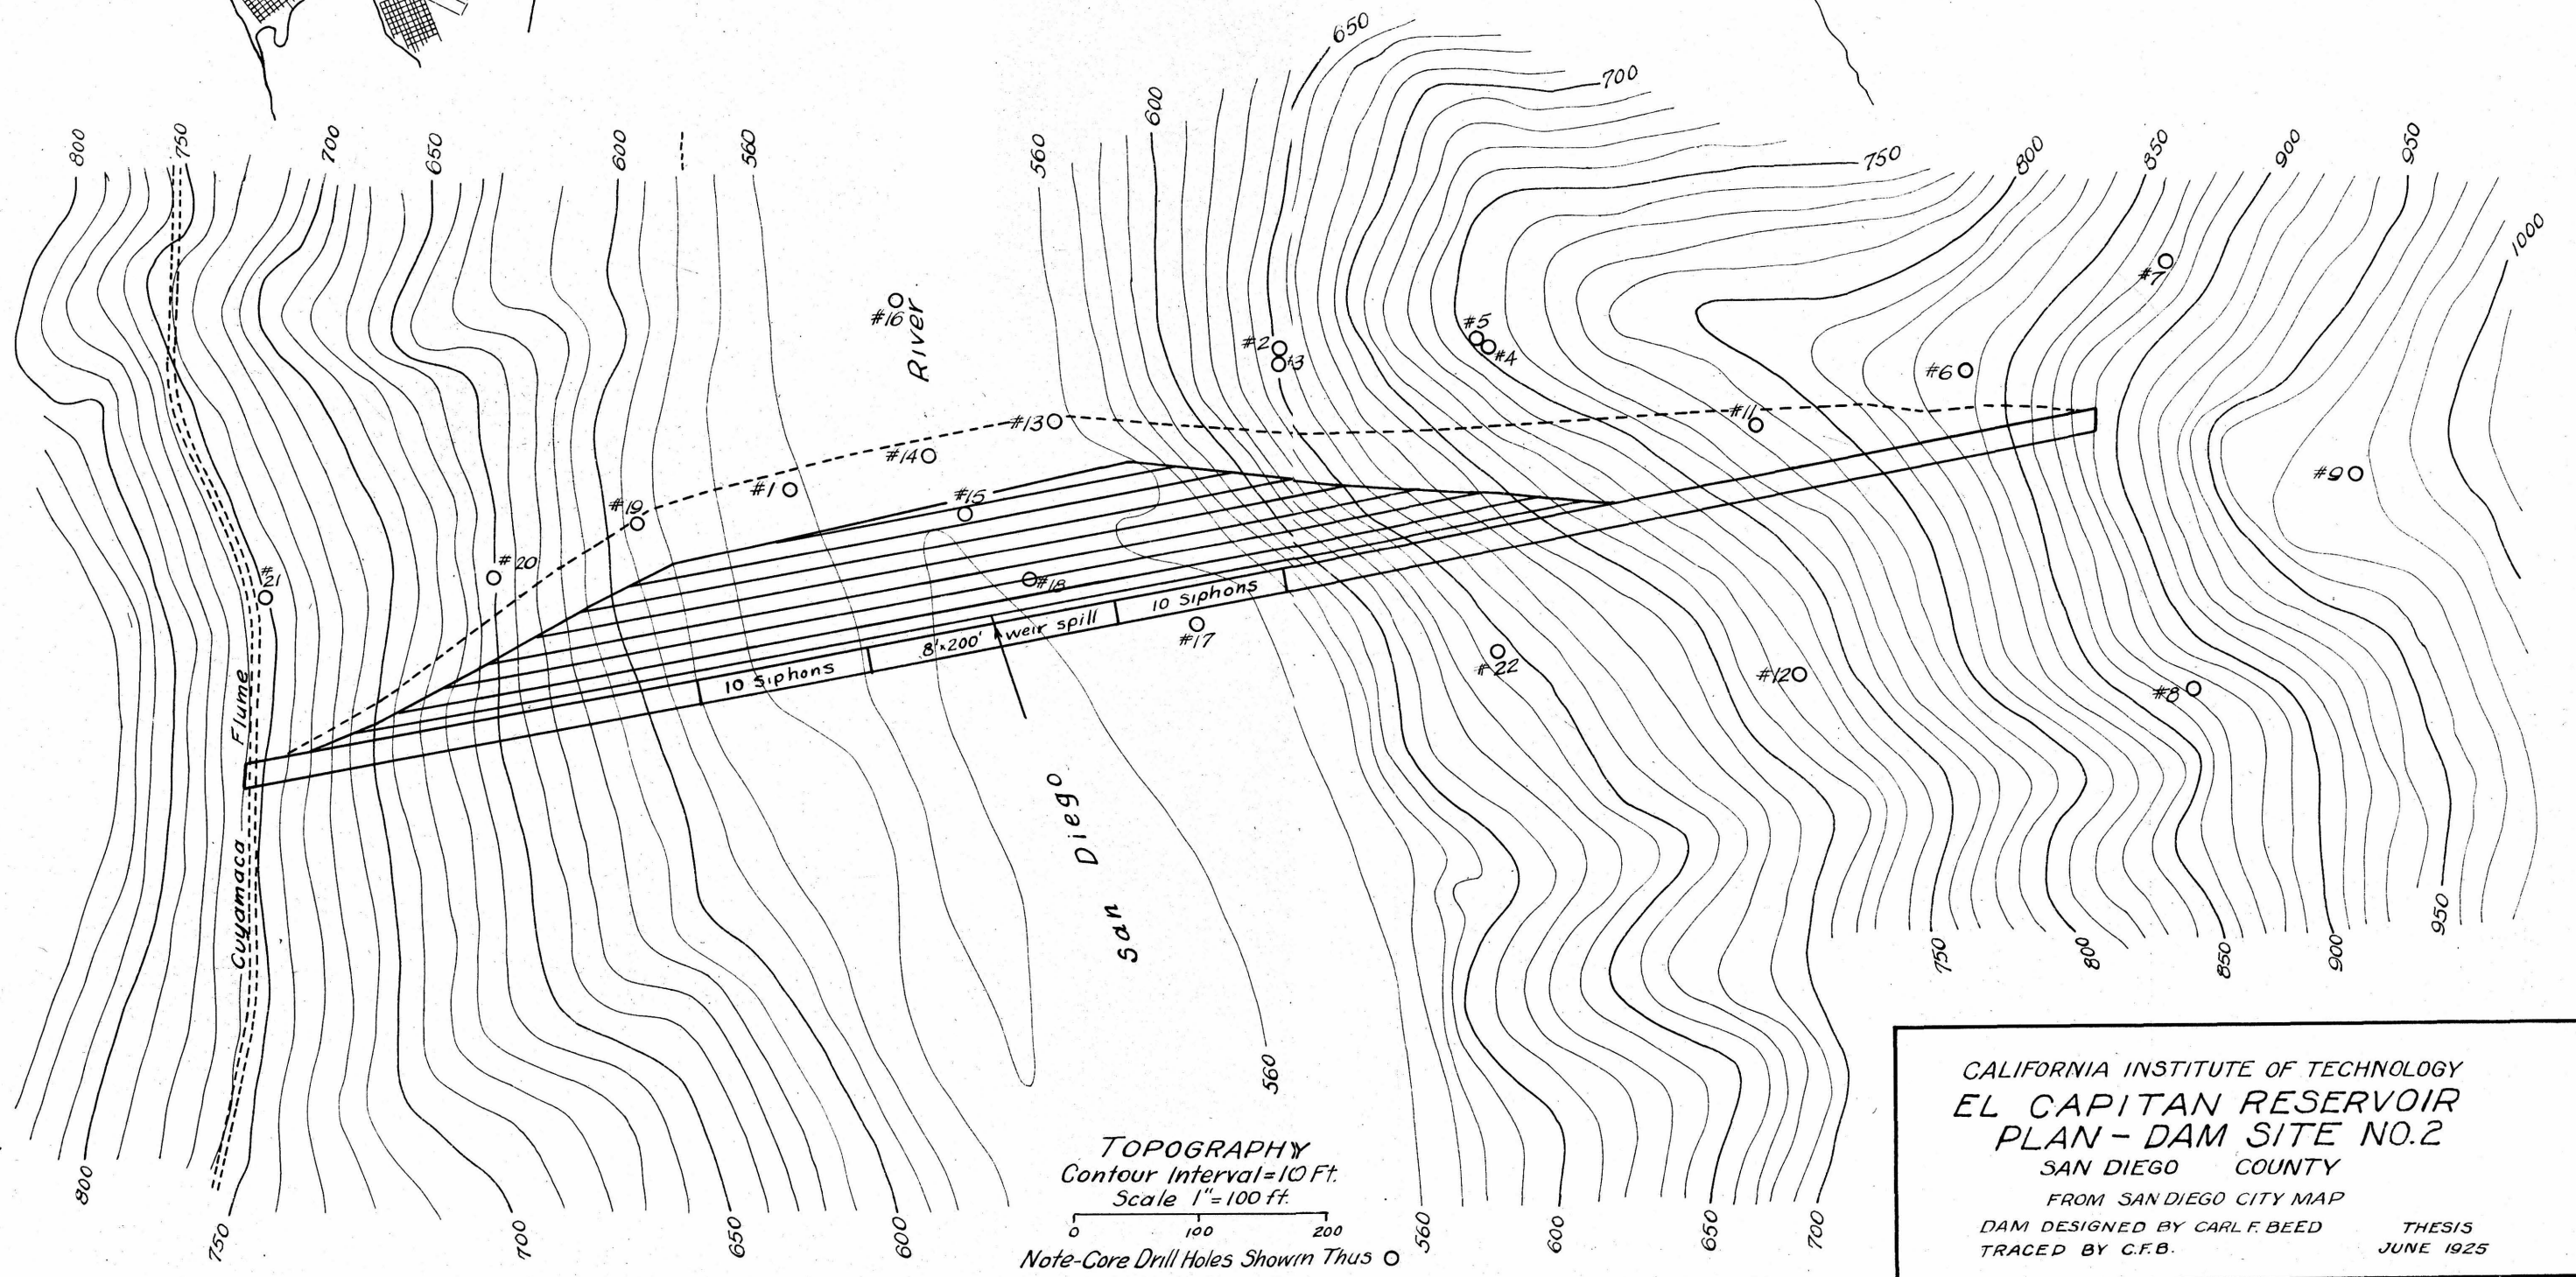 650
700
800
750
700
650
600
560
560
600
750
800
850
900
950
1000
#16
River
#2
#3
#5
#4
#6
#7
#13
#14
#11
#9
#1
#15
#19
#20
#21
#18
10 Siphons
8'x200' weir spill
10 Siphons
#17
#22
#12
#8
Cuyamaca Flume
San Diego
560
750
800
850
900
950
800
750
700
650
600
560
600
650
700
TOPOGRAPHY
Contour Interval=10 Ft.
Scale 1"=100 ft.
0 100 200
Note-Core Drill Holes Shown Thus O
CALIFORNIA INSTITUTE OF TECHNOLOGY
EL CAPITAN RESERVOIR
PLAN - DAM SITE NO.2
SAN DIEGO COUNTY
FROM SAN DIEGO CITY MAP
DAM DESIGNED BY CARL F. BEED THESIS
TRACED BY C.F.B. JUNE 1925